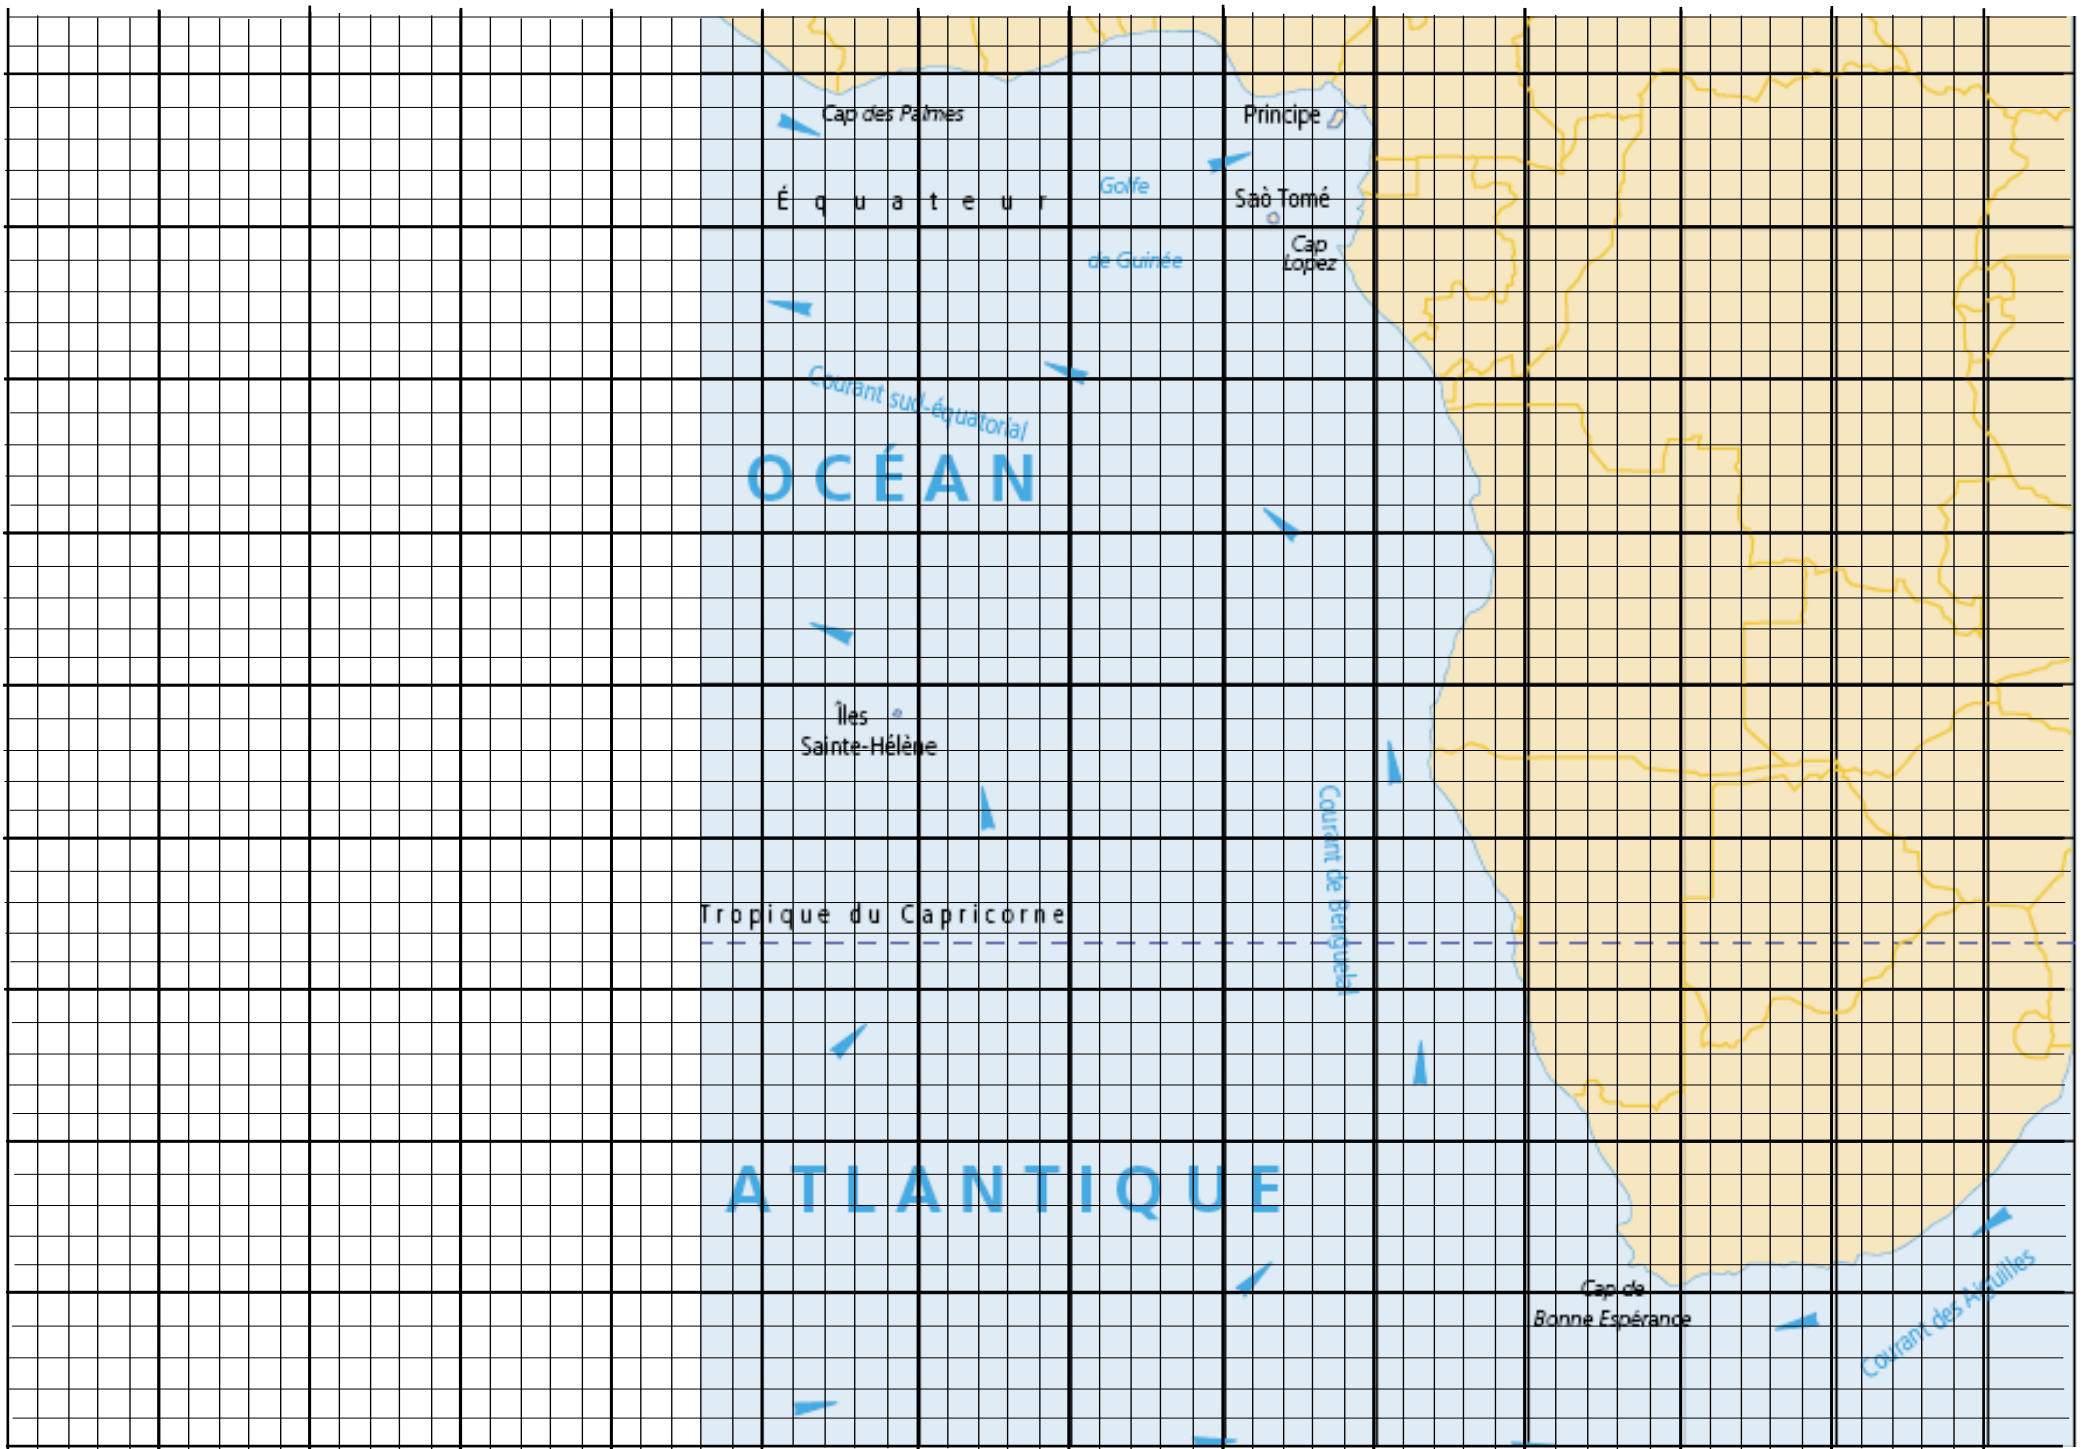 Cap des Palmes
Principe
Équateur
Golfe
Saò Tomé
de Guinée
Cap
Lopez
Courant sud-équatorial
OCÉAN
Îles
Sainte-Hélène
Courant de Benguela
Tropique du Capricorne
ATLANTIQUE
Cap de
Bonne Espérance
Courant des Aiguilles